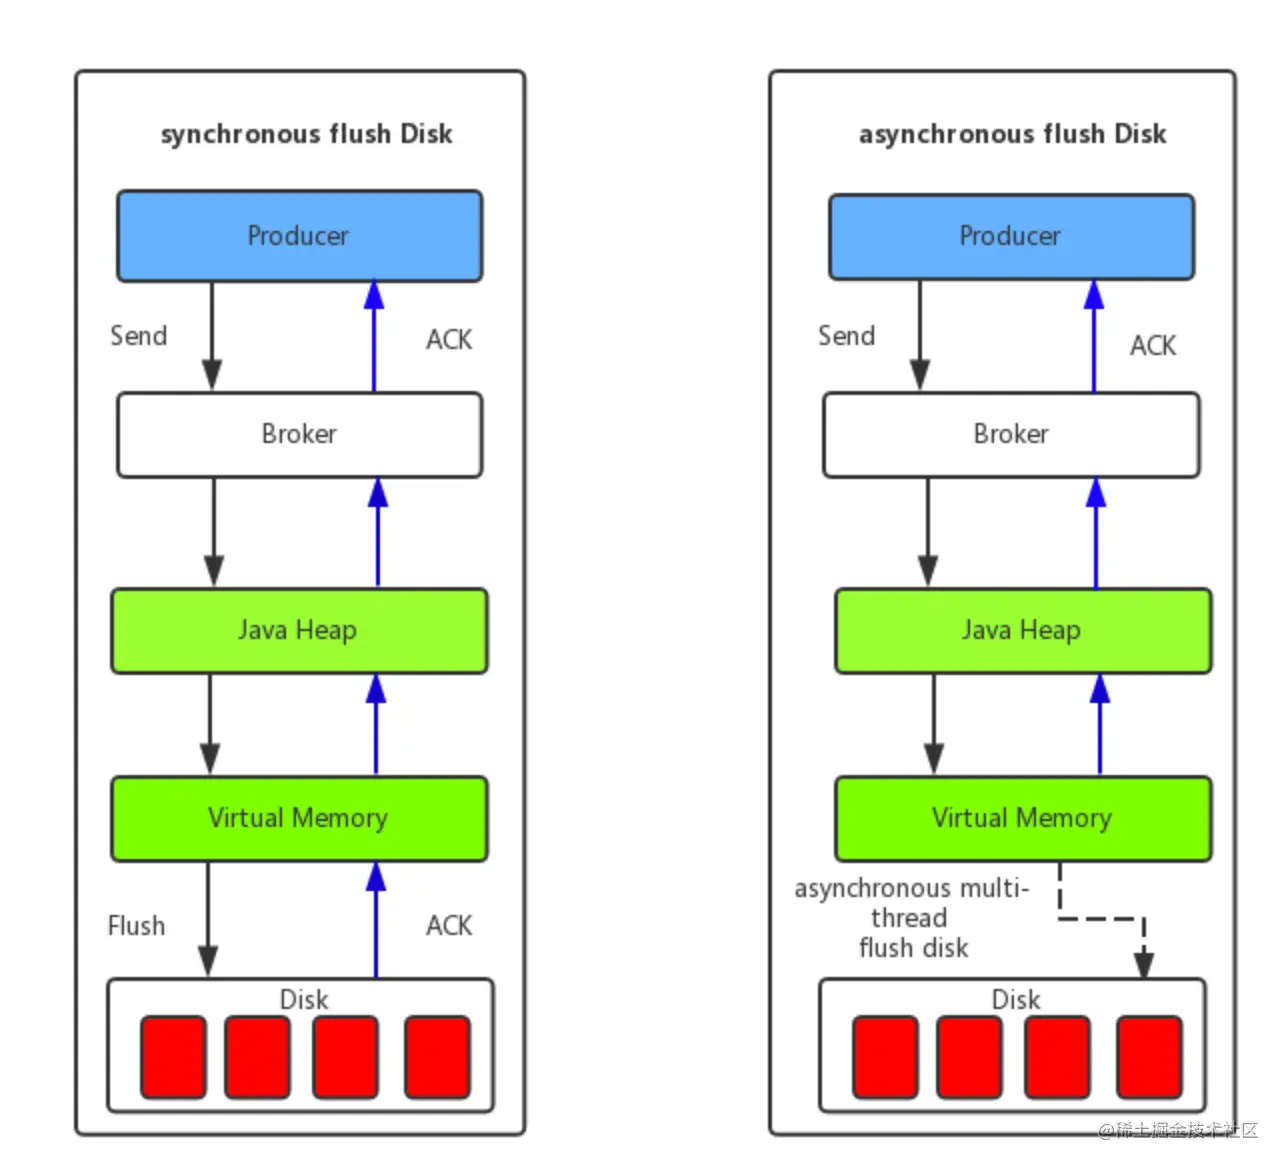 synchronous flush Disk
Producer
Send
ACK
Broker
Java Heap
Virtual Memory
Flush
ACK
Disk
asynchronous flush Disk
Producer
Send
ACK
Broker
Java Heap
Virtual Memory
asynchronous multi-
thread
flush disk
Disk
@稀土掘金技术社区